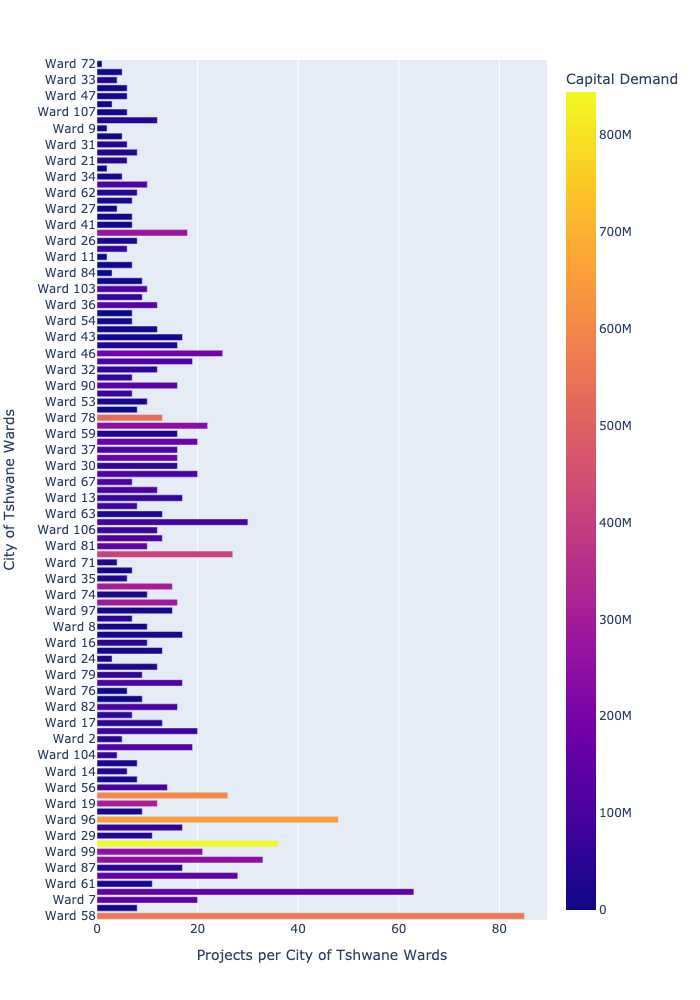 Capital Demand
800M
700M
600M
500M
400M
300M
200M
100M
0
City of Tshwane Wards
Ward 72
Ward 33
Ward 47
Ward 107
Ward 9
Ward 31
Ward 21
Ward 34
Ward 62
Ward 27
Ward 41
Ward 26
Ward 11
Ward 84
Ward 103
Ward 36
Ward 54
Ward 43
Ward 46
Ward 32
Ward 90
Ward 53
Ward 78
Ward 59
Ward 37
Ward 30
Ward 67
Ward 13
Ward 63
Ward 106
Ward 81
Ward 71
Ward 35
Ward 74
Ward 97
Ward 8
Ward 16
Ward 24
Ward 79
Ward 76
Ward 82
Ward 17
Ward 2
Ward 104
Ward 14
Ward 56
Ward 19
Ward 96
Ward 29
Ward 99
Ward 87
Ward 61
Ward 7
Ward 58
0 20 40 60 80
Projects per City of Tshwane Wards